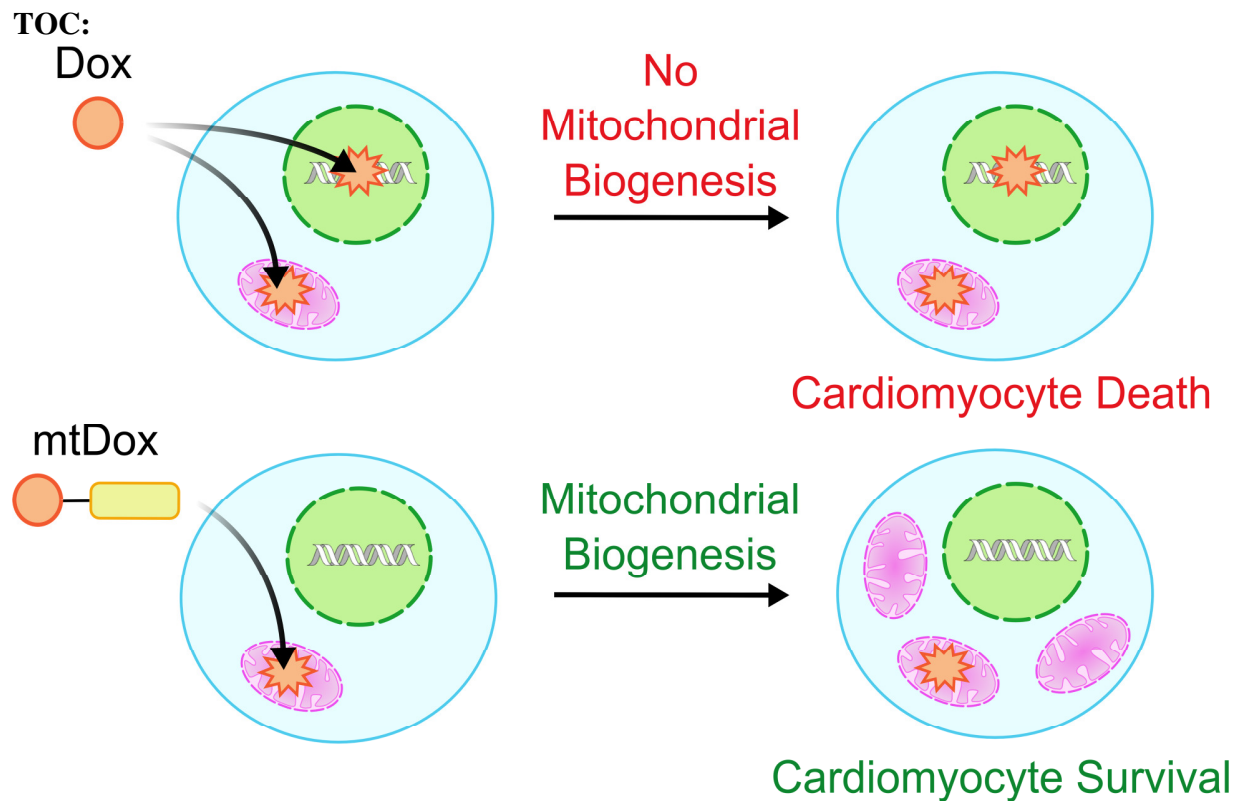 TOC:
Dox
No
Mitochondrial
Biogenesis
Cardiomyocyte Death
mtDox
Mitochondrial
Biogenesis
Cardiomyocyte Survival